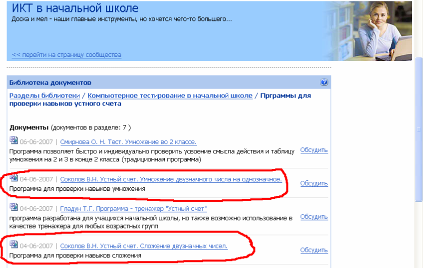 ИКТ в начальной школе
Доска и мел - наши главные инструменты, но хочется чего-то большего...
<< перейти на страницу сообщества
Библиотека документов
Разделы библиотеки / Компьютерное тестирование в начальной школе / Прграммы для
проверки навыков устного счета
Документы (документов в разделе: 7 )
06-06-2007 | Смирнова О. Н. Тест. Умножение во 2 классе.
Программа позволяет быстро и индивидуально проверить усвоение смысла действия и таблицу
умножения на 2 и 3 в конце 2 класса (традиционная программа)
Обсудить
04-06-2007 | Соколов В.Н. Устный счет. Умножение двузначного числа на однозначное.
Программа для проверки навыков умножения
Обсудить
04-06-2007 | Гладун Т.Г. Программа - тренажер "Устный счет"
программа разработана для учащихся начальной школы, но также возможно использование в
качестве тренажера для любых возрастных групп
Обсудить
04-06-2007 | Соколов В.Н. Устный счет. Сложение двузначных чисел.
Программа для проверки навыков сложения
Обсудить